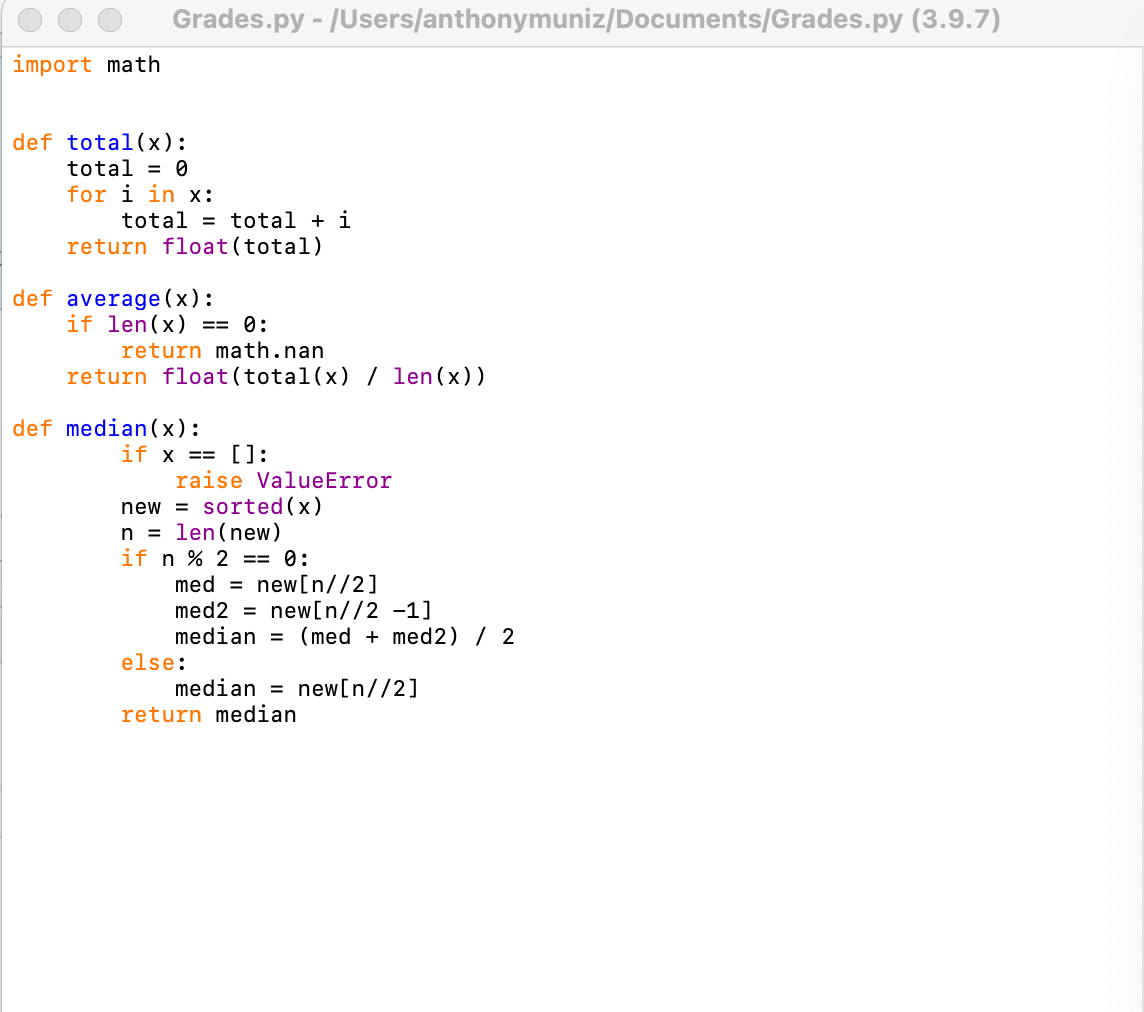 Grades.py - /Users/anthonymuniz/Documents/Grades.py (3.9.7)
import math
def total(x):
    total = 0
    for i in x:
        total = total + i
    return float(total)
def average(x):
    if len(x) == 0:
        return math.nan
    return float(total(x) / len(x))
def median(x):
        if x == []:
            raise ValueError
        new = sorted(x)
        n = len(new)
        if n % 2 == 0:
            med = new[n//2]
            med2 = new[n//2 -1]
            median = (med + med2) / 2
        else:
            median = new[n//2]
        return median